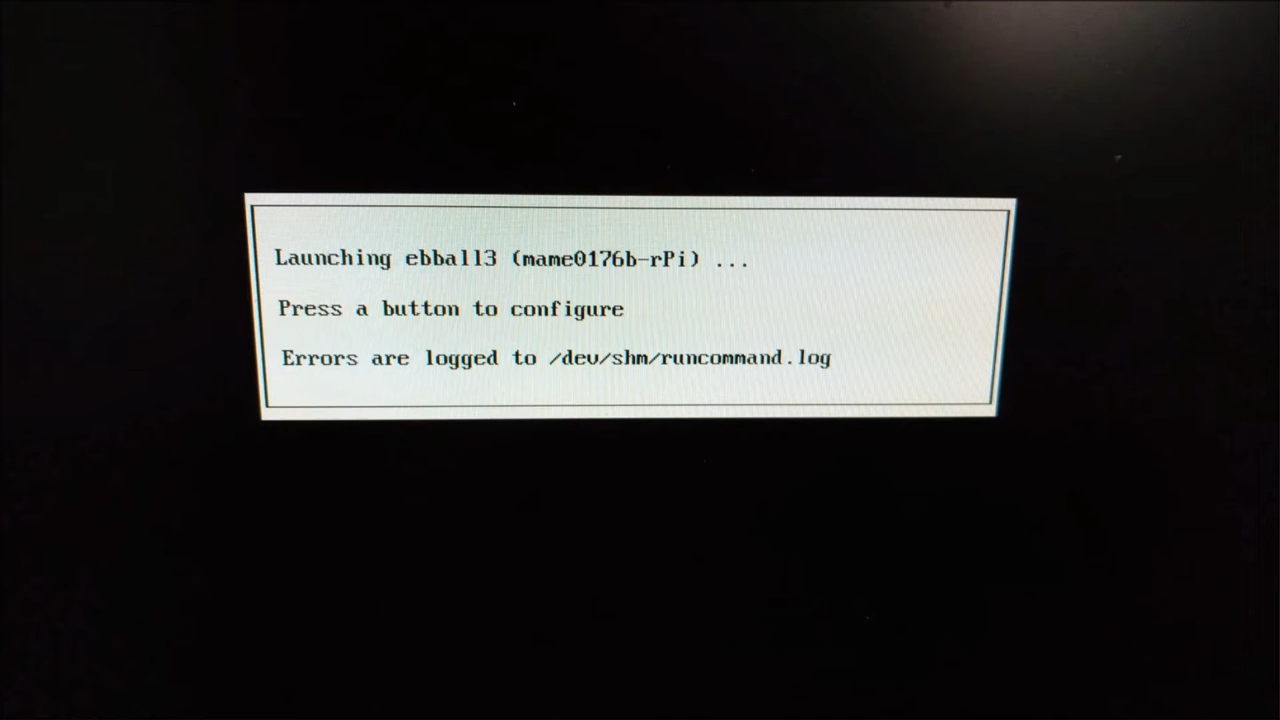 Launching ebball3 (mame0176b-rPi) ...
Press a button to configure
Errors are logged to /dev/shm/runcommand.log